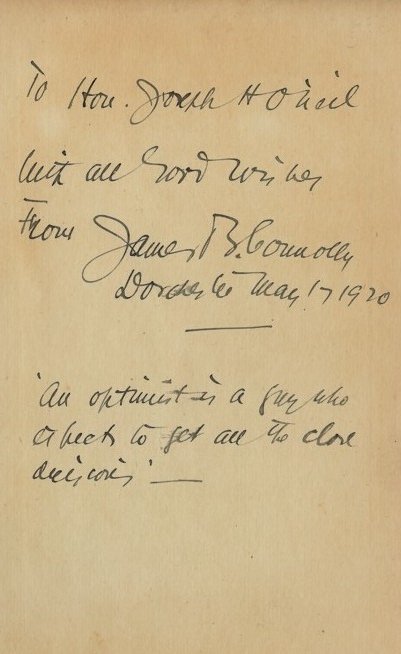 To Hon. Joseph H O'Neil
With all Good Wishes
From
James B. Connolly
Dorchester May 17 1920
'An optimist is a guy who
expects to get all the close
decisions' —